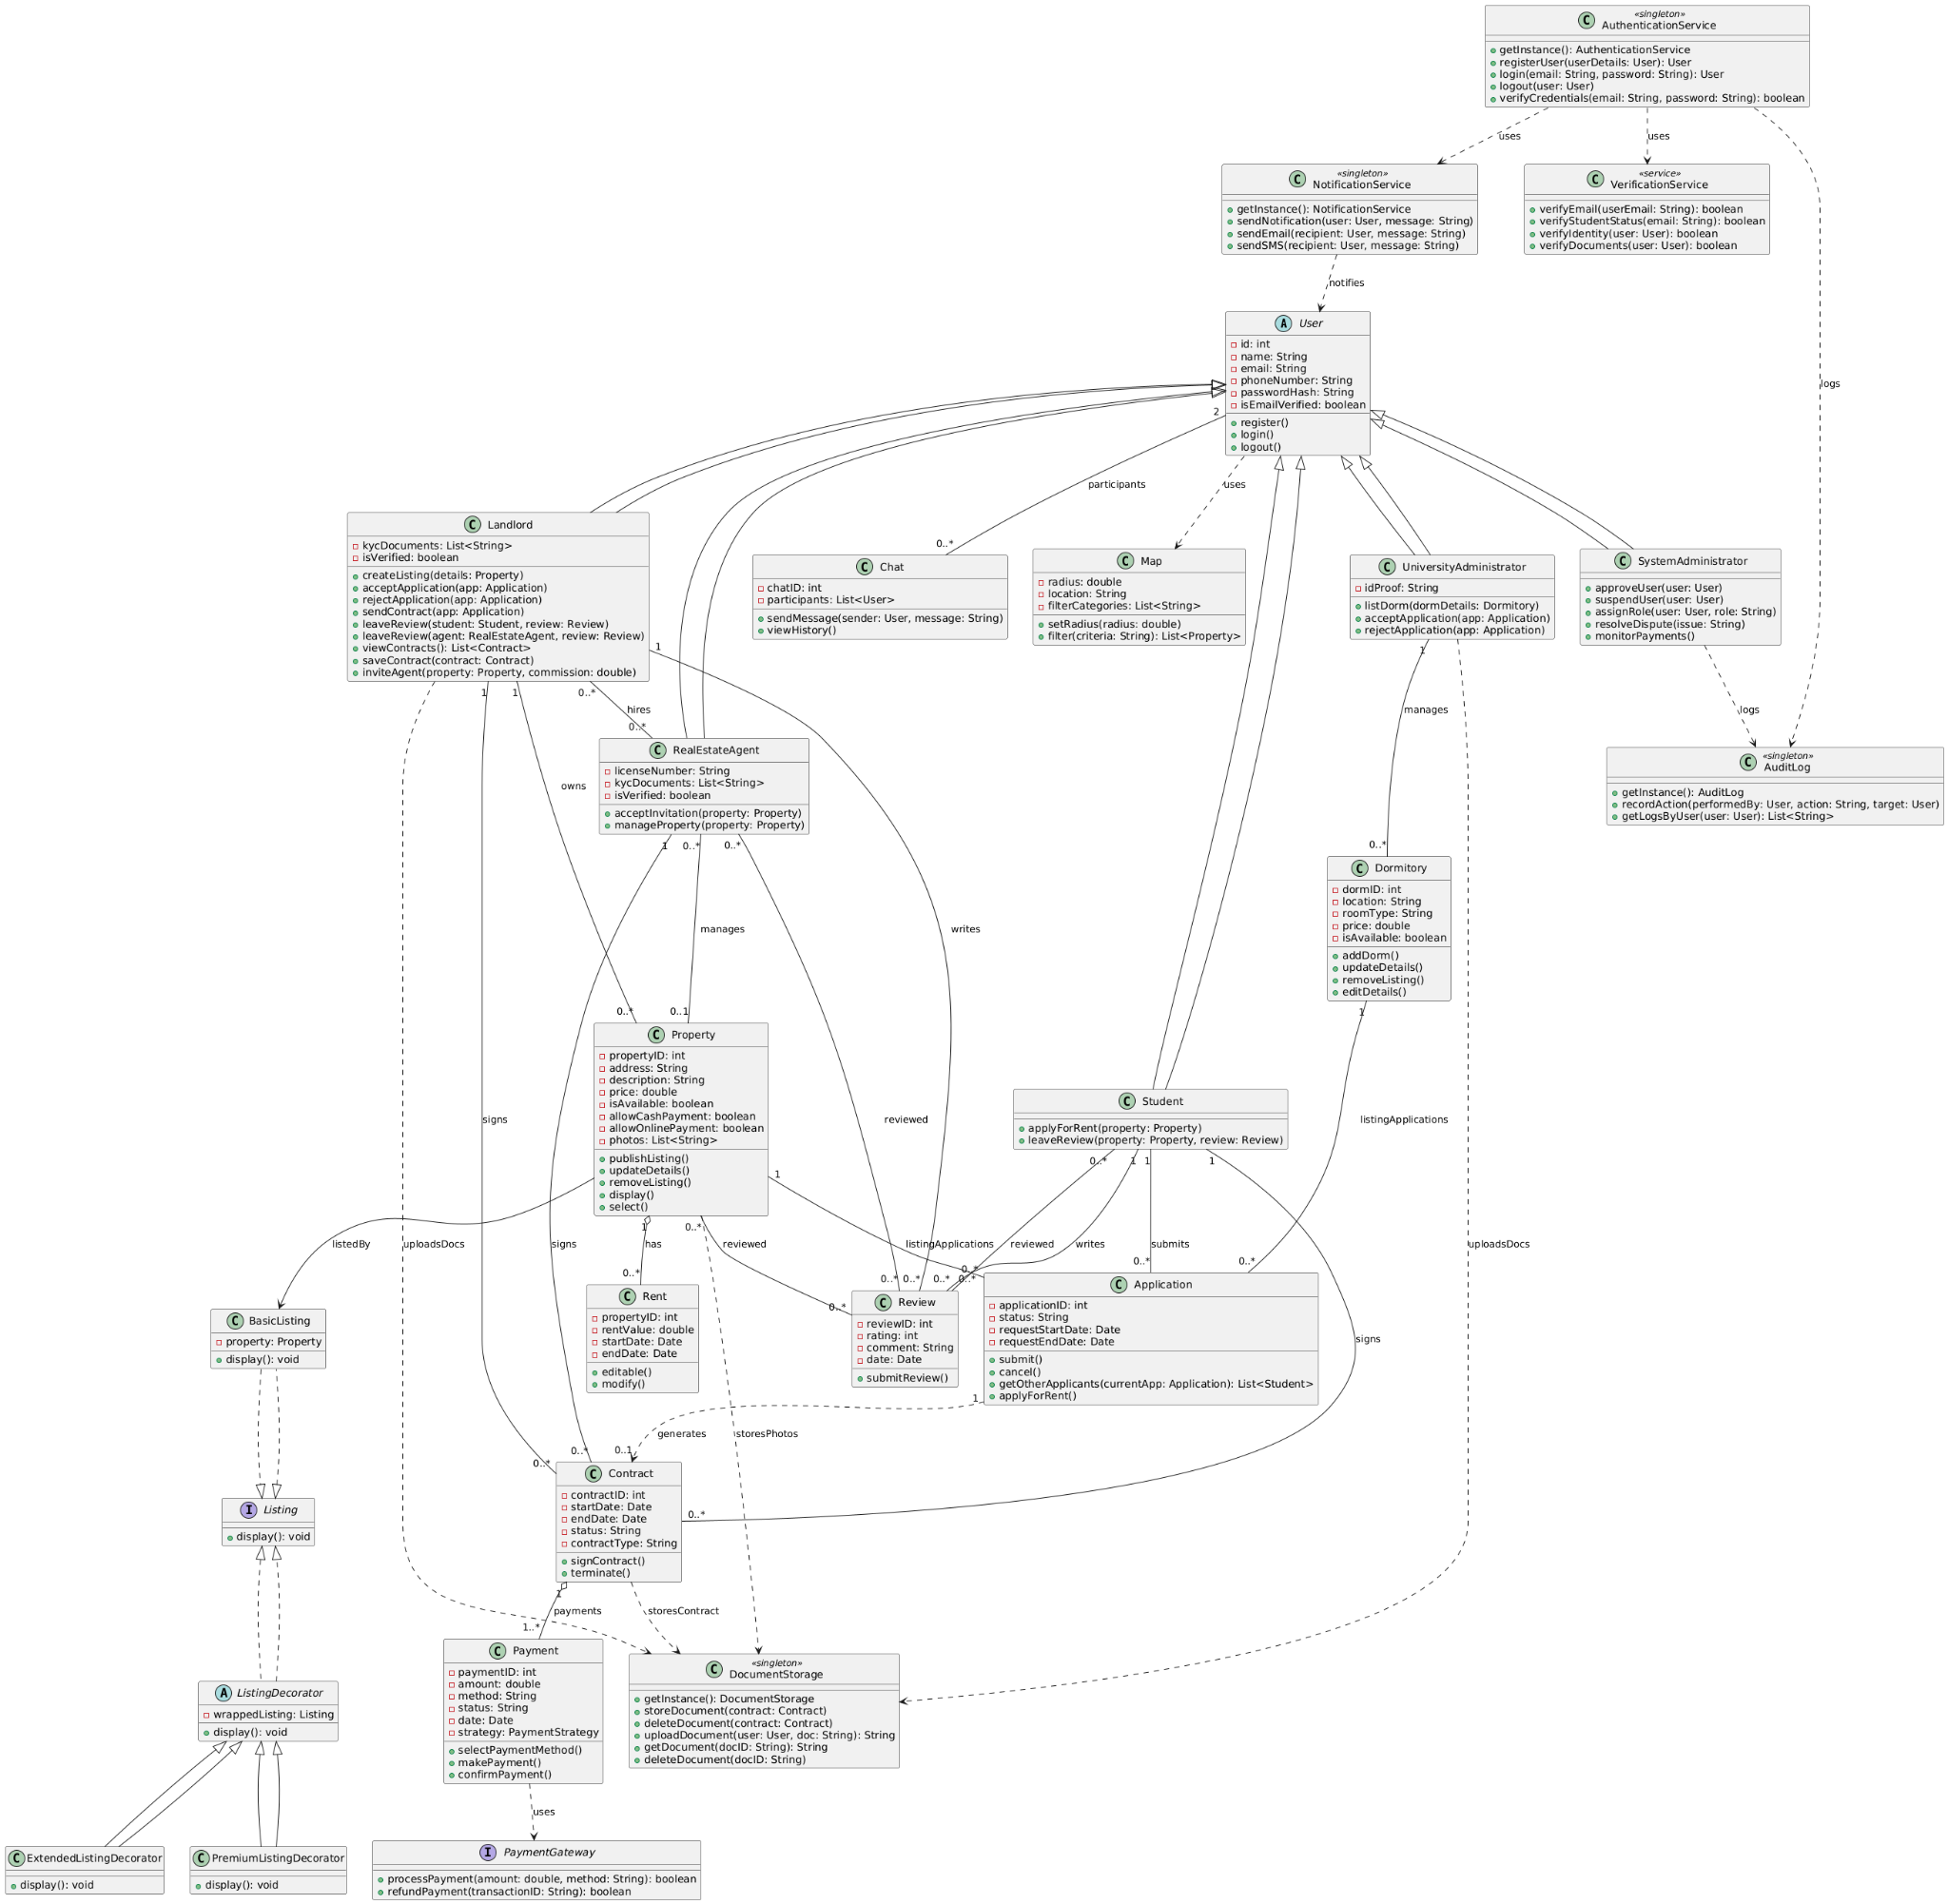 «singleton»
C AuthenticationService
getInstance(): AuthenticationService
registerUser(userDetails: User): User
login(email: String, password: String): User
logout(user: User)
verifyCredentials(email: String, password: String): boolean
uses
uses
logs
«singleton»
C NotificationService
getInstance(): NotificationService
sendNotification(user: User, message: String)
sendEmail(recipient: User, message: String)
sendSMS(recipient: User, message: String)
«service»
C VerificationService
verifyEmail(userEmail: String): boolean
verifyStudentStatus(email: String): boolean
verifyIdentity(user: User): boolean
verifyDocuments(user: User): boolean
notifies
A User
id: int
name: String
email: String
phoneNumber: String
passwordHash: String
isEmailVerified: boolean
register()
login()
logout()
2
participants
0..*
uses
C Landlord
kycDocuments: List<String>
isVerified: boolean
createListing(details: Property)
acceptApplication(app: Application)
rejectApplication(app: Application)
sendContract(app: Application)
leaveReview(student: Student, review: Review)
leaveReview(agent: RealEstateAgent, review: Review)
viewContracts(): List<Contract>
saveContract(contract: Contract)
inviteAgent(property: Property, commission: double)
C Chat
chatID: int
participants: List<User>
sendMessage(sender: User, message: String)
viewHistory()
C Map
radius: double
location: String
filterCategories: List<String>
setRadius(radius: double)
filter(criteria: String): List<Property>
C UniversityAdministrator
idProof: String
listDorm(dormDetails: Dormitory)
acceptApplication(app: Application)
rejectApplication(app: Application)
C SystemAdministrator
approveUser(user: User)
suspendUser(user: User)
assignRole(user: User, role: String)
resolveDispute(issue: String)
monitorPayments()
1
1
1
0..*
hires
0..*
1
manages
0..*
logs
C RealEstateAgent
licenseNumber: String
kycDocuments: List<String>
isVerified: boolean
acceptInvitation(property: Property)
manageProperty(property: Property)
«singleton»
C AuditLog
getInstance(): AuditLog
recordAction(performedBy: User, action: String, target: User)
getLogsByUser(user: User): List<String>
owns
0..*
1
0..*
0..*
manages
0..1
writes
C Dormitory
dormID: int
location: String
roomType: String
price: double
isAvailable: boolean
addDorm()
updateDetails()
removeListing()
editDetails()
1
C Property
propertyID: int
address: String
description: String
price: double
isAvailable: boolean
allowCashPayment: boolean
allowOnlinePayment: boolean
photos: List<String>
publishListing()
updateDetails()
removeListing()
display()
select()
signs
reviewed
C Student
applyForRent(property: Property)
leaveReview(property: Property, review: Review)
listingApplications
1
0..*
1
1
1
1
0..*
listedBy
uploadsDocs
signs
has
reviewed
listingApplications
reviewed
writes
submits
uploadsDocs
0..*
0..*
0..*
0..*
0..*
0..*
0..*
0..*
0..*
C BasicListing
property: Property
display(): void
C Rent
propertyID: int
rentValue: double
startDate: Date
endDate: Date
editable()
modify()
C Review
reviewID: int
rating: int
comment: String
date: Date
submitReview()
C Application
applicationID: int
status: String
requestStartDate: Date
requestEndDate: Date
submit()
cancel()
getOtherApplicants(currentApp: Application): List<Student>
applyForRent()
signs
1
generates
storesPhotos
0..*
0..1
0..*
0..*
C Contract
contractID: int
startDate: Date
endDate: Date
status: String
contractType: String
signContract()
terminate()
I Listing
display(): void
1
payments
1..*
storesContract
C Payment
paymentID: int
amount: double
method: String
status: String
date: Date
strategy: PaymentStrategy
selectPaymentMethod()
makePayment()
confirmPayment()
«singleton»
C DocumentStorage
getInstance(): DocumentStorage
storeDocument(contract: Contract)
deleteDocument(contract: Contract)
uploadDocument(user: User, doc: String): String
getDocument(docID: String): String
deleteDocument(docID: String)
A ListingDecorator
wrappedListing: Listing
display(): void
uses
C ExtendedListingDecorator
display(): void
C PremiumListingDecorator
display(): void
I PaymentGateway
processPayment(amount: double, method: String): boolean
refundPayment(transactionID: String): boolean